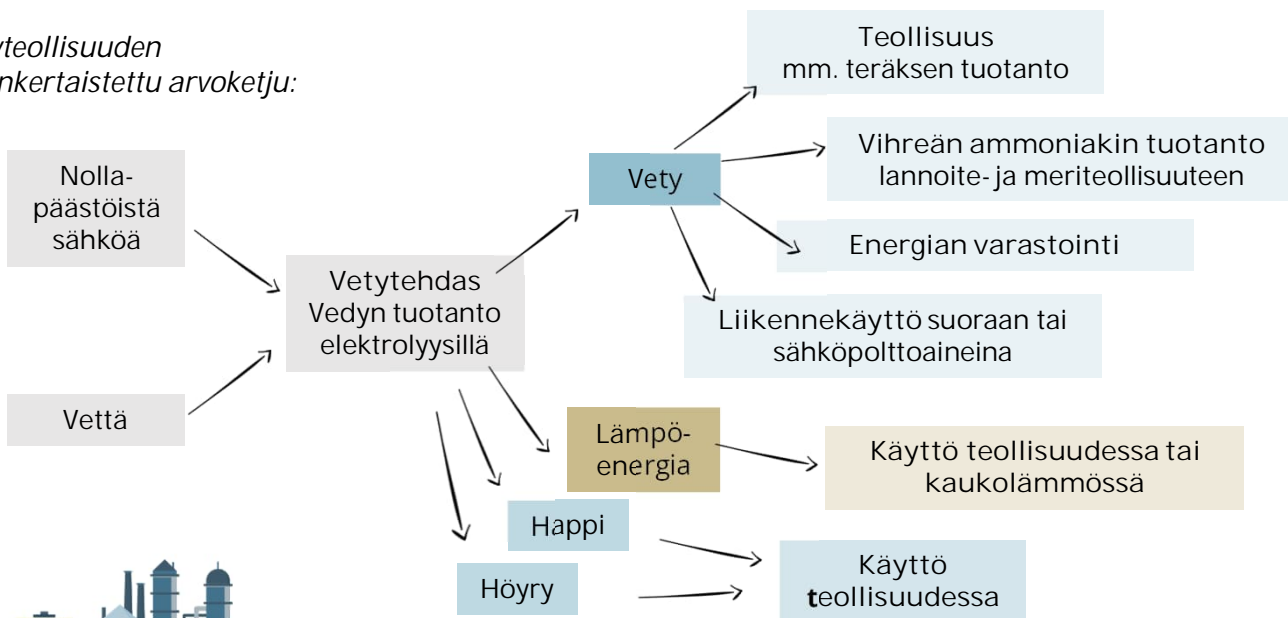 yteollisuuden
nkertaistettu arvoketju:
Nolla-
päästöistä
sähköä
Vettä
Vetytehdas
Vedyn tuotanto
elektrolyysillä
Vety
Teollisuus
mm. teräksen tuotanto
Vihreän ammoniakin tuotanto
lannoite- ja meriteollisuuteen
Energian varastointi
Liikennekäyttö suoraan tai
sähköpolttoaineina
Lämpö-
energia
Käyttö teollisuudessa tai
kaukolämmössä
Happi
Höyry
Käyttö
teollisuudessa